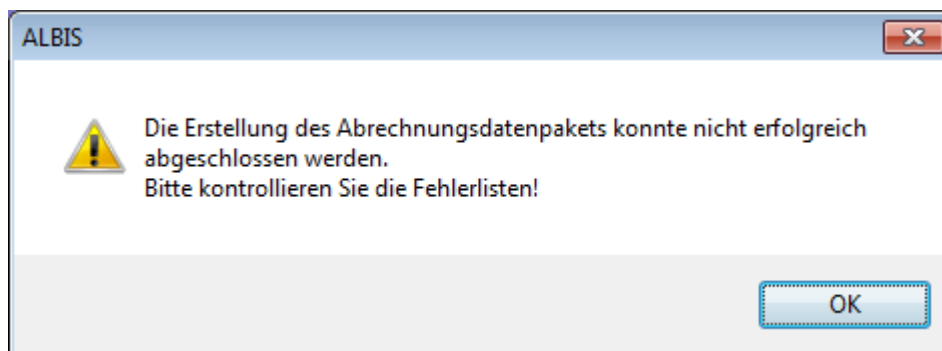 ALBIS
Die Erstellung des Abrechnungsdatenpakets konnte nicht erfolgreich
abgeschlossen werden.
Bitte kontrollieren Sie die Fehlerlisten!
OK